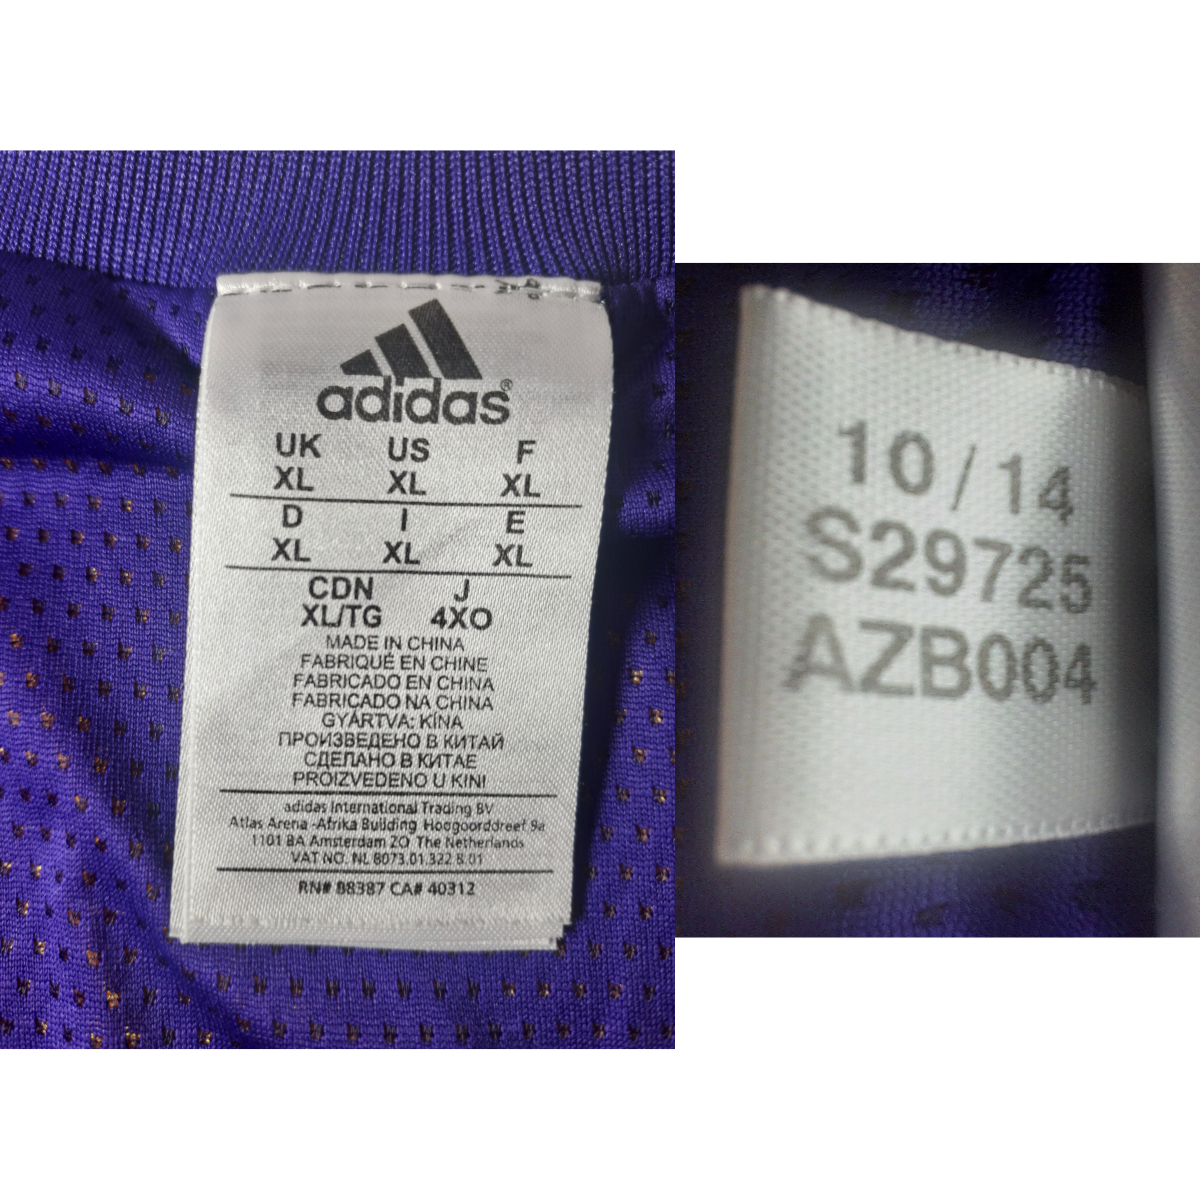 adidas®
UK US F
XL XL XL
D I E
XL XL XL
CDN J
XL/TG 4XO
MADE IN CHINA
FABRIQUÉ EN CHINE
FABRICADO EN CHINA
FABRICADO NA CHINA
GYÁRTVA: KÍNA
ПРОИЗВЕДЕНО В КИТАЙ
СДЕЛАНО В КИТАЕ
PROIZVEDENO U KINI
adidas International Trading BV
Atlas Arena -Afrika Building Hoogoorddreef 9a
1101 BA Amsterdam ZO The Netherlands
VAT NO. NL 8073.01.322 B.01
RN# 88387 CA# 40312
10/14
S29725
AZB004